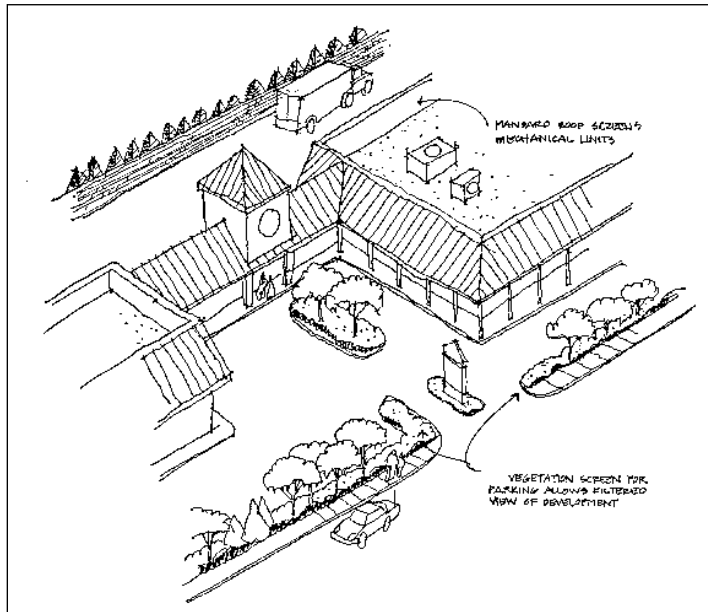 MANSARD ROOF SCREENS
MECHANICAL UNITS
VEGETATION SCREEN FOR
PARKING ALLOWS FILTERED
VIEW OF DEVELOPMENT